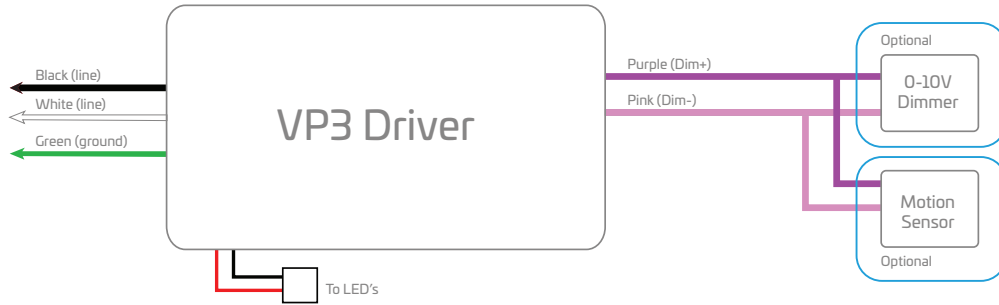 Black (line)
White (line)
Green (ground)
VP3 Driver
To LED's
Purple (Dim+)
Pink (Dim-)
Optional
0-10V
Dimmer
Motion
Sensor
Optional